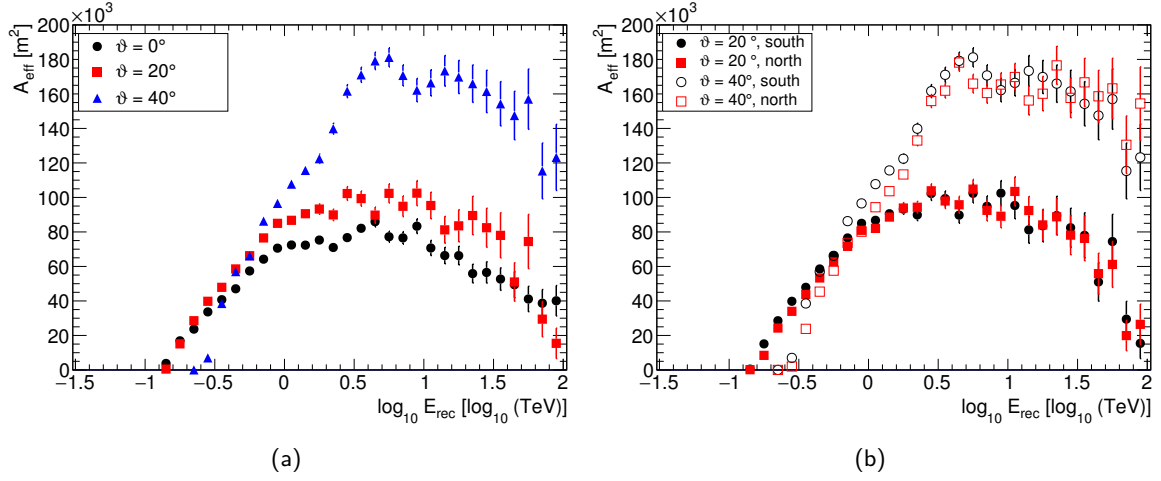 ×10³
200
180
160
140
120
100
80
60
40
20
0
A_eff [m²]
ϑ = 0°
ϑ = 20°
ϑ = 40°
−1.5 −1 −0.5 0 0.5 1 1.5 2
log₁₀ E_rec [log₁₀ (TeV)]
(a)
×10³
200
180
160
140
120
100
80
60
40
20
0
A_eff [m²]
ϑ = 20 °, south
ϑ = 20 °, north
ϑ = 40°, south
ϑ = 40°, north
−1.5 −1 −0.5 0 0.5 1 1.5 2
log₁₀ E_rec [log₁₀ (TeV)]
(b)